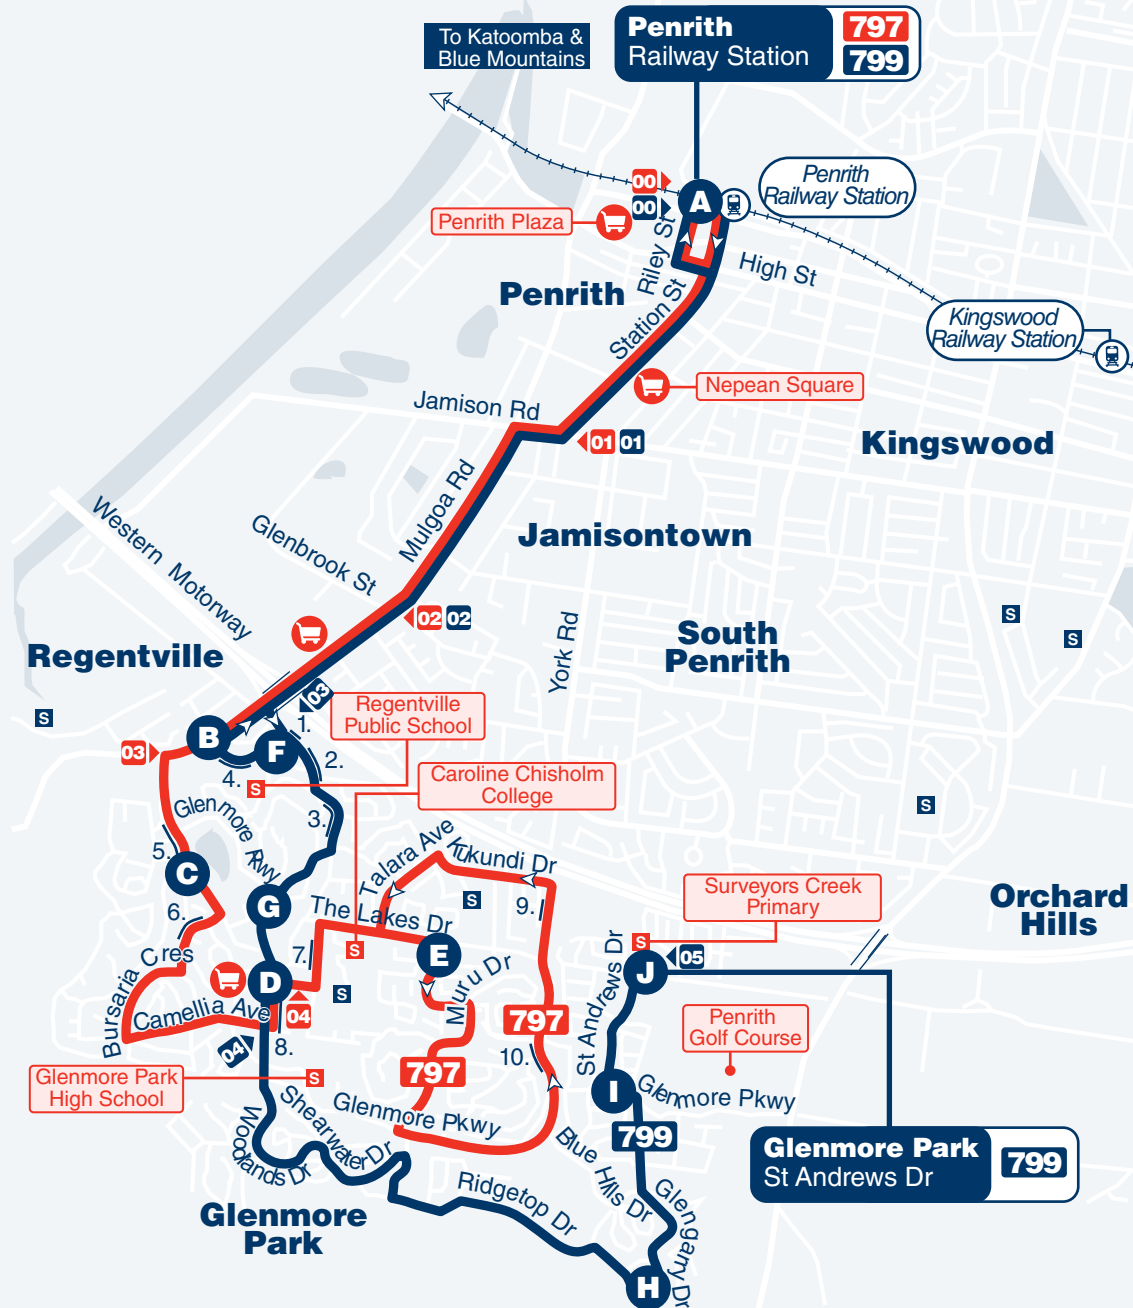 To Katoomba &
Blue Mountains
Penrith
Railway Station
797
799
00
00
A
Penrith
Railway Station
Penrith Plaza
Riley St
High St
Penrith
Station St
Kingswood
Railway Station
Nepean Square
Jamison Rd
01 01
Kingswood
Mulgoa Rd
Western Motorway
Glenbrook St
Jamisontown
02 02
York Rd
South
Penrith
S
S
Regentville
03
Regentville
Public School
S
B
F
1.
2.
03
4.
S
Caroline Chisholm
College
Glenmore Pkwy
3.
5.
C
Talara Ave
Kukundi Dr
S
6.
G
The Lakes Dr
S
9.
Surveyors Creek
Primary
Orchard
Hills
7.
S
E
S
J
05
Bursaria Cres
D
S
Muru Dr
St Andrews Dr
Camellia Ave
04
797
Penrith
Golf Course
04
8.
10.
Glenmore Park
High School
S
797
I
Glenmore Pkwy
Woodlands Dr
Shearwater Dr
Glenmore Pkwy
Blue Hills Dr
799
Glenmore Park
St Andrews Dr
799
Ridgetop Dr
Glengarry Dr
Glenmore
Park
H